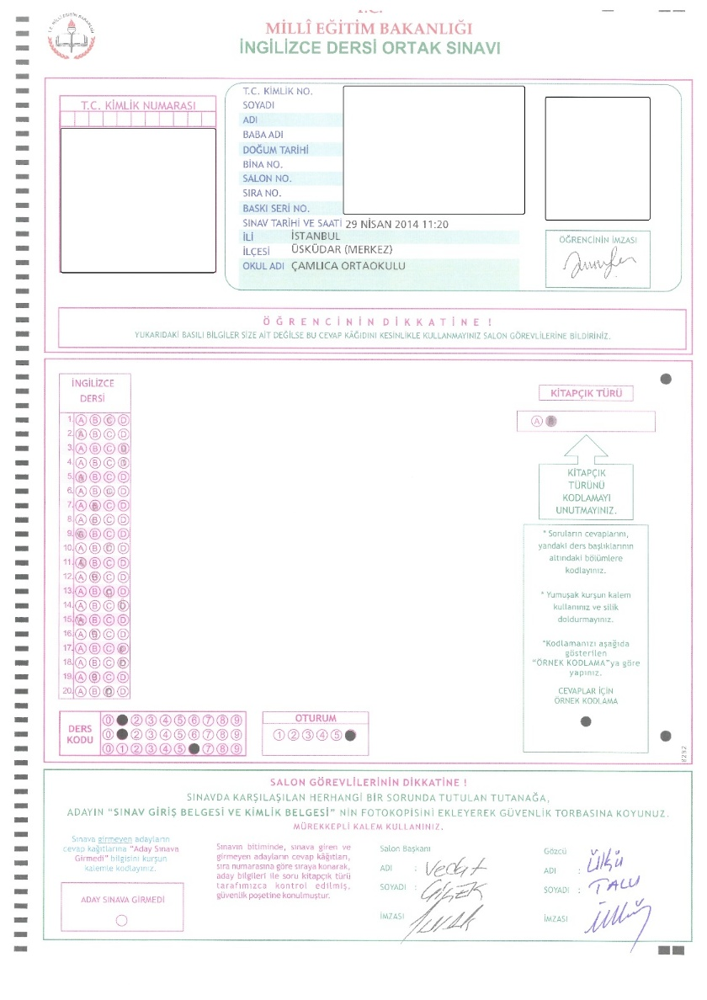 T.C.
MİLLÎ EĞİTİM BAKANLIĞI
İNGİLİZCE DERSİ ORTAK SINAVI
T.C. KİMLİK NUMARASI
T.C. KİMLİK NO.
SOYADI
ADI
BABA ADI
DOĞUM TARİHİ
BİNA NO.
SALON NO.
SIRA NO.
BASKI SERİ NO.
SINAV TARİHİ VE SAATİ 29 NİSAN 2014 11:20
İLİ İSTANBUL
İLÇESİ ÜSKÜDAR (MERKEZ)
OKUL ADI ÇAMLICA ORTAOKULU
ÖĞRENCİNİN İMZASI
ÖĞRENCİNİN DİKKATİNE !
YUKARIDAKİ BASILI BİLGİLER SİZE AİT DEĞİLSE BU CEVAP KÂĞIDINI KESİNLİKLE KULLANMAYINIZ SALON GÖREVLİLERİNE BİLDİRİNİZ.
İNGİLİZCE
DERSİ
1. A B C D
2. A B C D
3. A B C D
4. A B C D
5. A B C D
6. A B C D
7. A B C D
8. A B C D
9. A B C D
10. A B C D
11. A B C D
12. A B C D
13. A B C D
14. A B C D
15. A B C D
16. A B C D
17. A B C D
18. A B C D
19. A B C D
20. A B C D
KİTAPÇIK TÜRÜ
A B
KİTAPÇIK
TÜRÜNÜ
KODLAMAYI
UNUTMAYINIZ.
* Soruların cevaplarını,
yandaki ders başlıklarının
altındaki bölümlere
kodlayınız.
* Yumuşak kurşun kalem
kullanınız ve silik
doldurmayınız.
*Kodlamanızı aşağıda
gösterilen
"ÖRNEK KODLAMA"ya göre
yapınız.
CEVAPLAR İÇİN
ÖRNEK KODLAMA
DERS
KODU
0 2 3 4 5 6 7 8 9
0 2 3 4 5 6 7 8 9
0 1 2 3 4 5 7 8 9
OTURUM
1 2 3 4 5
8232
SALON GÖREVLİLERİNİN DİKKATİNE !
SINAVDA KARŞILAŞILAN HERHANGİ BİR SORUNDA TUTULAN TUTANAĞA,
ADAYIN "SINAV GİRİŞ BELGESİ VE KİMLİK BELGESİ" NİN FOTOKOPİSİNİ EKLEYEREK GÜVENLİK TORBASINA KOYUNUZ.
MÜREKKEPLİ KALEM KULLANINIZ.
Sınava girmeyen adayların
cevap kağıtlarına "Aday Sınava
Girmedi" bilgisini kurşun
kalemle kodlayınız.
ADAY SINAVA GİRMEDİ
Sınavın bitiminde, sınava giren ve
girmeyen adayların cevap kâğıtları,
sıra numarasına göre sıraya konarak,
aday bilgileri ile soru kitapçık türü
tarafımızca kontrol edilmiş,
güvenlik poşetine konulmuştur.
Salon Başkanı
ADI : Vedat
SOYADI :
İMZASI
Gözcü
ADI : Ülkü
SOYADI : TALU
İMZASI